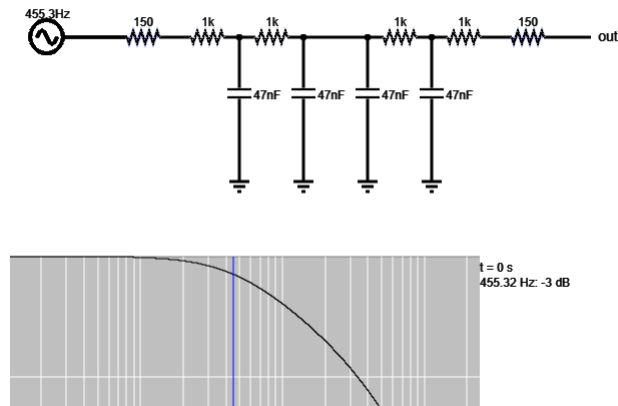 455.3Hz
150 1k 1k 1k 1k 150
out
47nF 47nF 47nF 47nF
t = 0 s
455.32 Hz: -3 dB